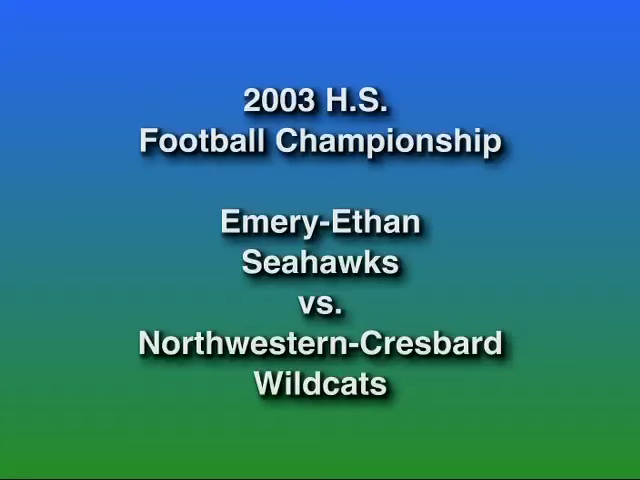 2003 H.S.
Football Championship
Emery-Ethan
Seahawks
vs.
Northwestern-Cresbard
Wildcats